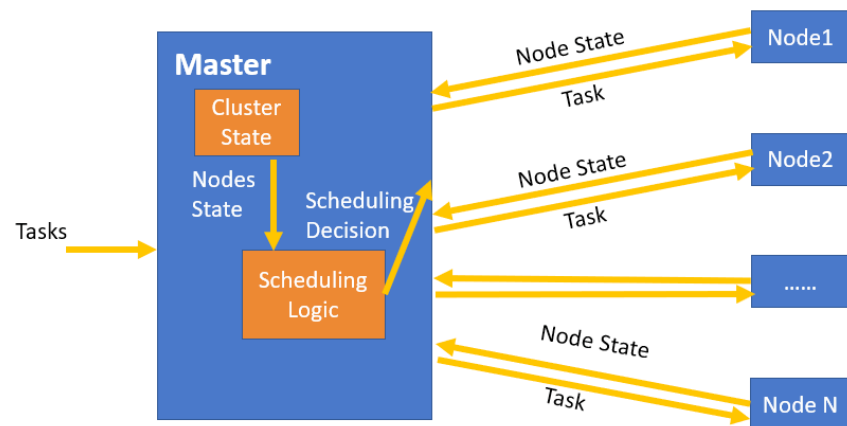 Master
Cluster
State
Nodes
State
Scheduling
Decision
Scheduling
Logic
Tasks
Node State
Task
Node1
Node State
Task
Node2
......
Node State
Task
Node N